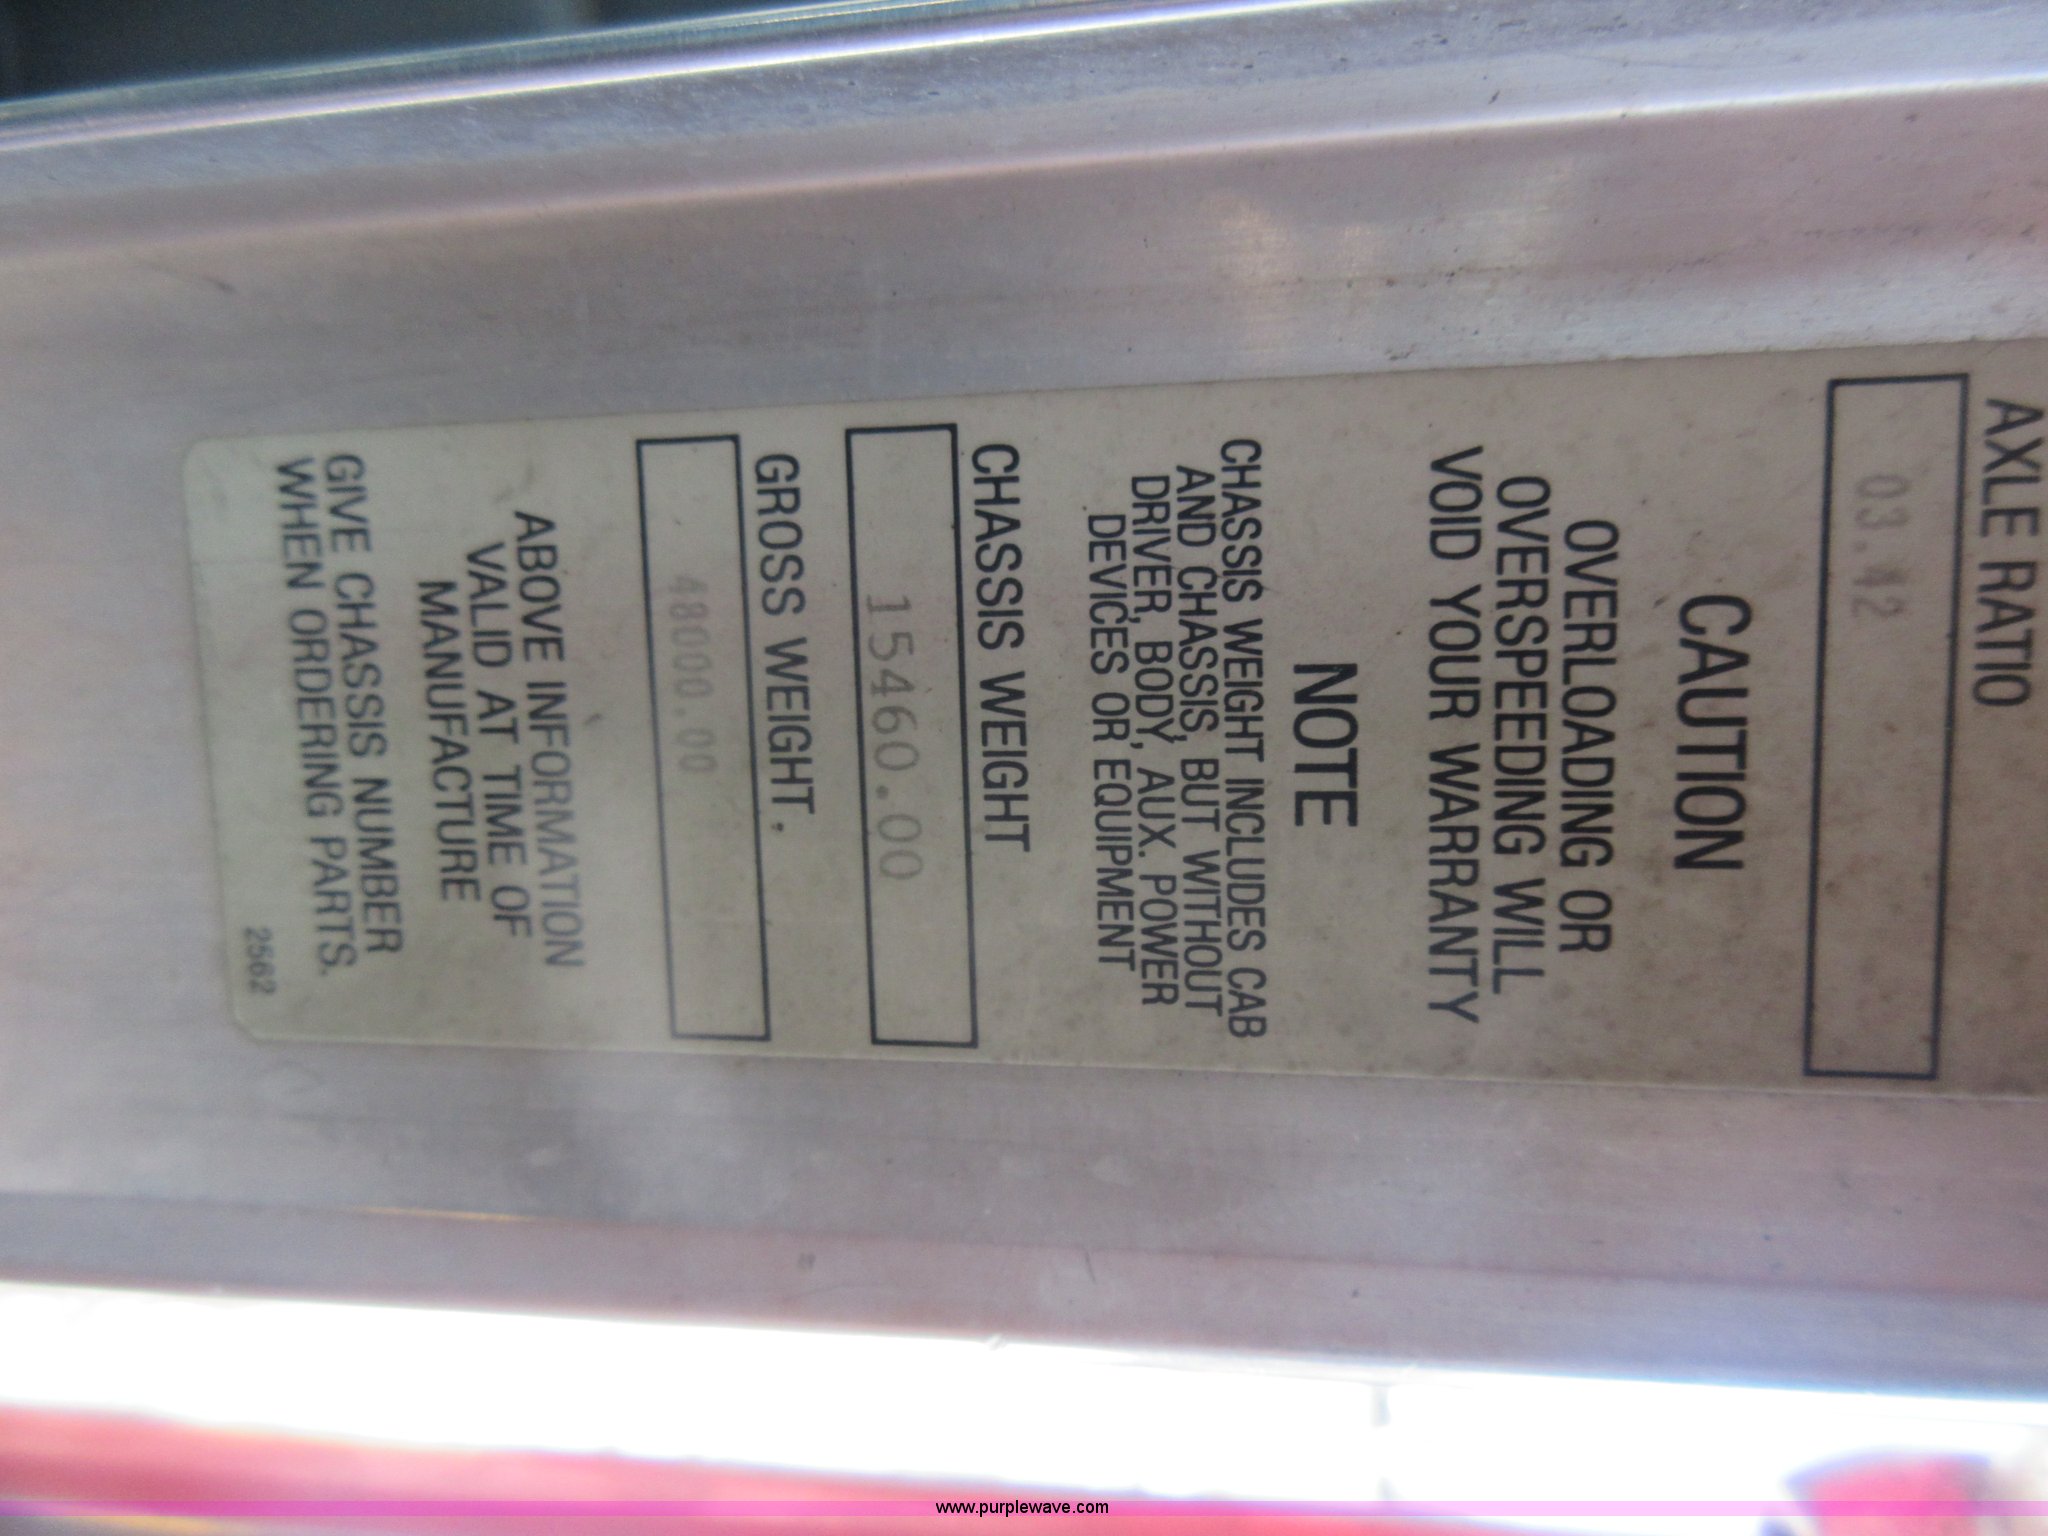 AXLE RATIO
03.42
CAUTION
OVERLOADING OR
OVERSPEEDING WILL
VOID YOUR WARRANTY
NOTE
CHASSIS WEIGHT INCLUDES CAB
AND CHASSIS, BUT WITHOUT
DRIVER, BODY, AUX. POWER
DEVICES OR EQUIPMENT
CHASSIS WEIGHT
15460.00
GROSS WEIGHT.
48000.00
ABOVE INFORMATION
VALID AT TIME OF
MANUFACTURE
GIVE CHASSIS NUMBER
WHEN ORDERING PARTS.
2562
www.purplewave.com